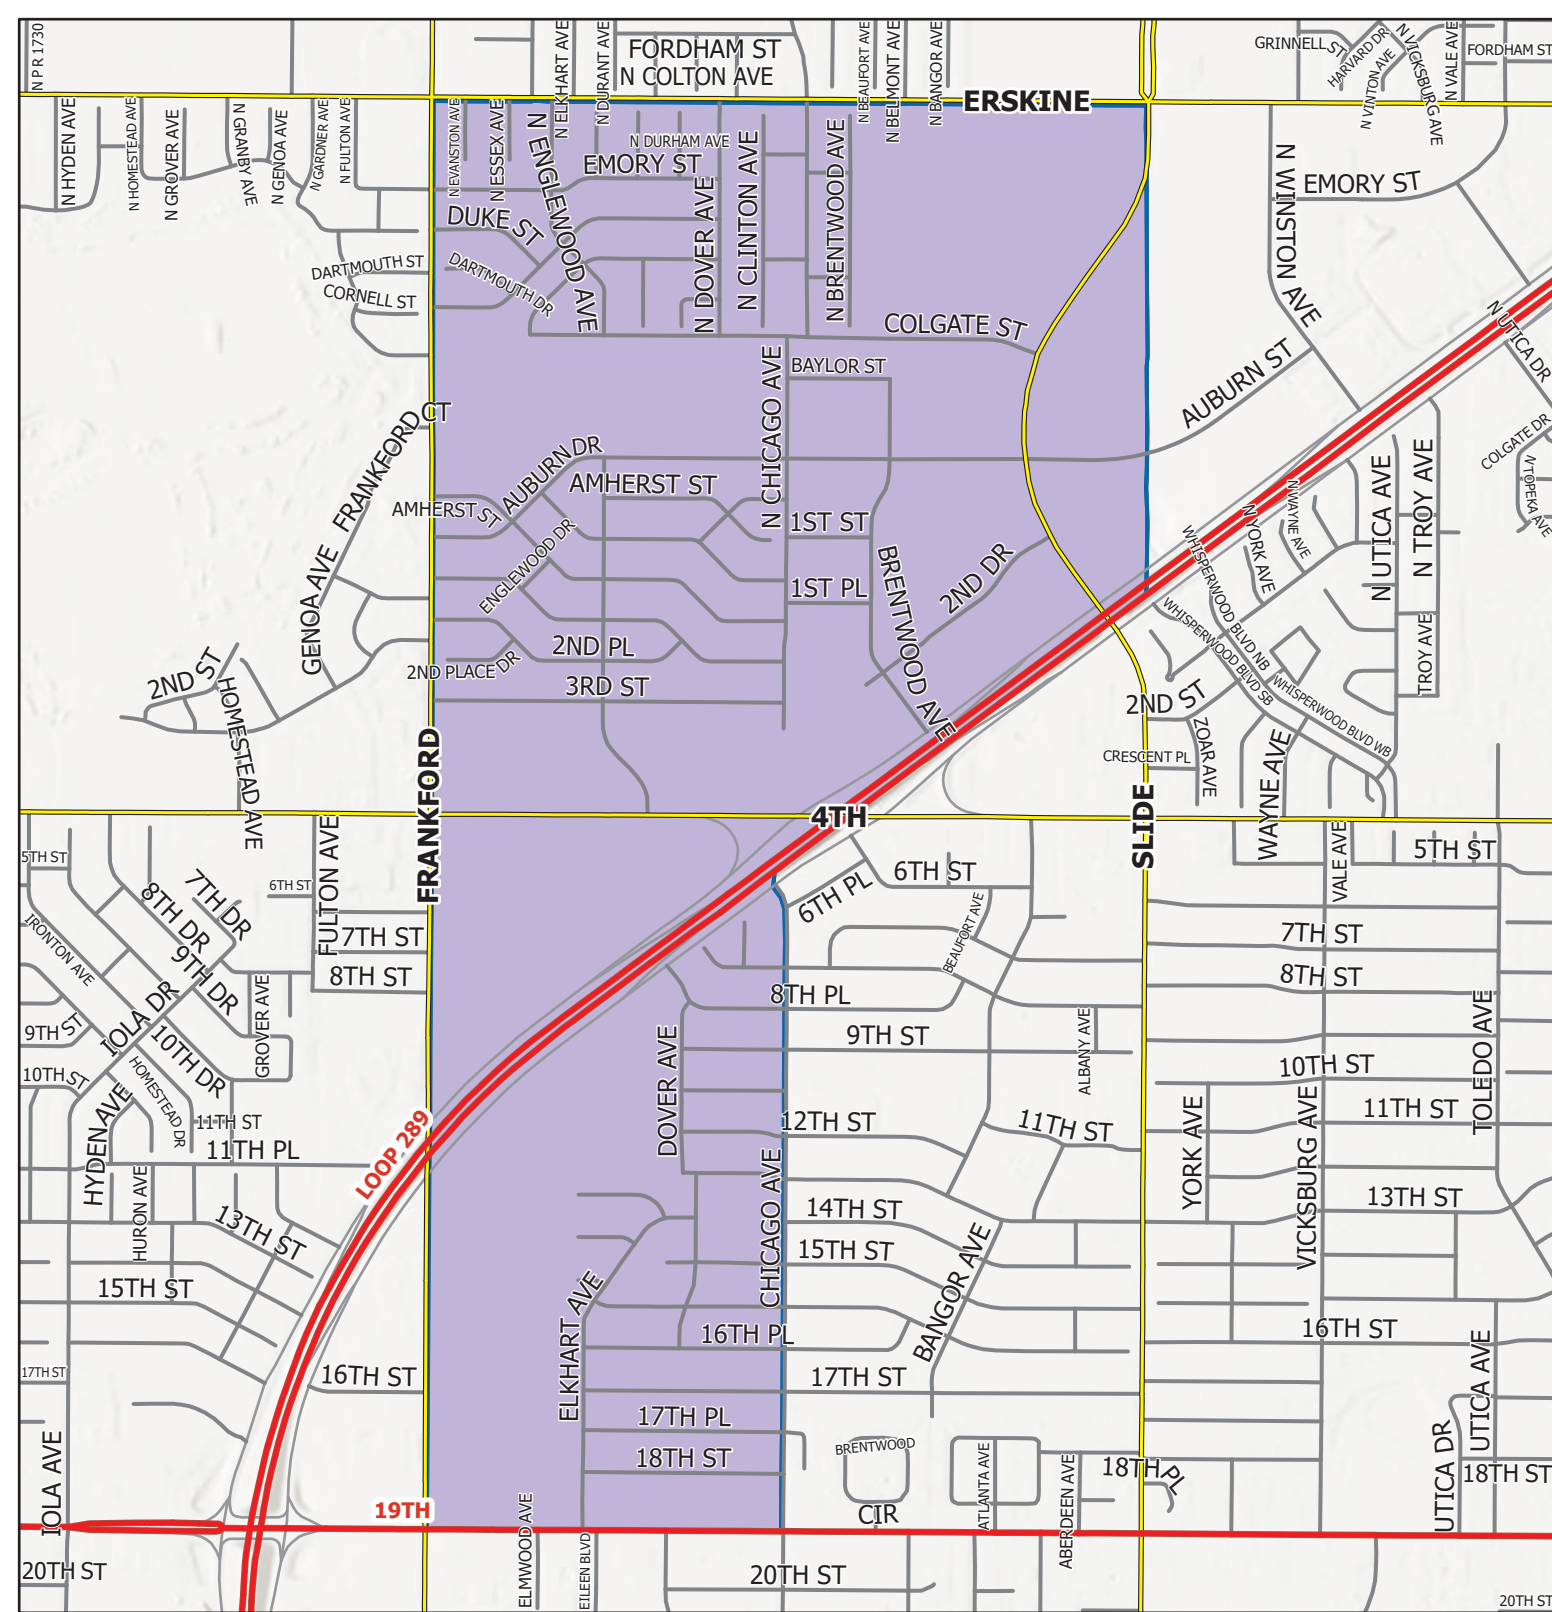 N P R 1730
N ELKHART AVE
N DURANT AVE
FORDHAM ST
N COLTON AVE
N BEAUFORT AVE
N BELMONT AVE
N BANGOR AVE
GRINNELL ST
HARVARD DR
N VINTON AVE
N VICKSBURG AVE
N VALE AVE
FORDHAM ST
ERSKINE
N HYDEN AVE
N HOMESTEAD AVE
N GROVER AVE
N GRANBY AVE
N GENOA AVE
N GARDNER AVE
N FULTON AVE
N EVANSTON AVE
N ESSEX AVE
N ENGLEWOOD AVE
N DURHAM AVE
EMORY ST
N DOVER AVE
N CLINTON AVE
N BRENTWOOD AVE
N WINSTON AVE
EMORY ST
DUKE ST
DARTMOUTH ST
DARTMOUTH DR
CORNELL ST
COLGATE ST
N UTICA DR
BAYLOR ST
AUBURN ST
N CHICAGO AVE
FRANKFORD CT
COLGATE DR
N TOPEKA AVE
AUBURN DR
AMHERST ST
AMHERST ST
1ST ST
N WAYNE AVE
N YORK AVE
N UTICA AVE
N TROY AVE
ENGLEWOOD DR
GENOA AVE
1ST PL
BRENTWOOD AVE
2ND DR
WHISPERWOOD BLVD NB
WHISPERWOOD BLVD SB
WHISPERWOOD BLVD WB
TROY AVE
2ND ST
HOMESTEAD AVE
2ND PL
2ND PLACE DR
3RD ST
2ND ST
ZOAR AVE
CRESCENT PL
WAYNE AVE
FRANKFORD
4TH
SLIDE
5TH ST
FULTON AVE
7TH DR
8TH DR
6TH ST
6TH ST
6TH PL
5TH ST
VALE AVE
IRONTON AVE
7TH ST
9TH DR
8TH ST
BEAUFORT AVE
7TH ST
8TH ST
GROVER AVE
IOLA DR
9TH ST
10TH DR
8TH PL
9TH ST
DOVER AVE
ALBANY AVE
TOLEDO AVE
10TH ST
10TH ST
HOMESTEAD DR
HYDEN AVE
11TH ST
11TH PL
LOOP 289
12TH ST
11TH ST
11TH ST
YORK AVE
VICKSBURG AVE
HURON AVE
13TH ST
CHICAGO AVE
14TH ST
13TH ST
15TH ST
15TH ST
ELKHART AVE
BANGOR AVE
16TH PL
16TH ST
17TH ST
16TH ST
17TH ST
UTICA AVE
17TH PL
18TH ST
BRENTWOOD
CIR
ATLANTA AVE
ABERDEEN AVE
18TH PL
UTICA DR
18TH ST
IOLA AVE
19TH
ELMWOOD AVE
EILEEN BLVD
20TH ST
20TH ST
20TH ST